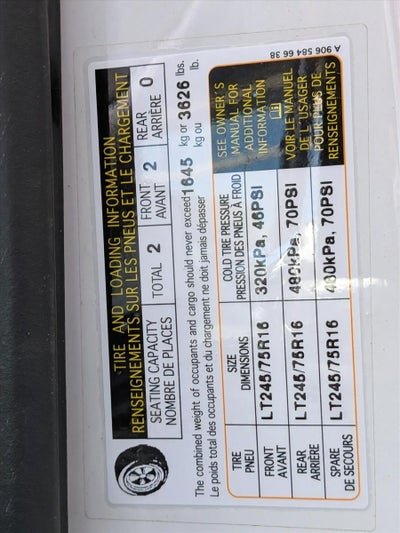 A 906 584 66 38
TIRE AND LOADING INFORMATION
RENSEIGNEMENTS SUR LES PNEUS ET LE CHARGEMENT
SEATING CAPACITY
NOMBRE DE PLACES
TOTAL 2
FRONT
AVANT 2
REAR
ARRIÈRE 0
The combined weight of occupants and cargo should never exceed 1645 kg or 3626 lbs.
Le poids total des occupants et du chargement ne doit jamais dépasser kg ou lb.
TIRE
PNEU
SIZE
DIMENSIONS
COLD TIRE PRESSURE
PRESSION DES PNEUS À FROID
FRONT
AVANT
LT245/75R16
320kPa, 46PSI
REAR
ARRIÈRE
LT245/75R16
480kPa, 70PSI
SPARE
DE SECOURS
LT245/75R16
480kPa, 70PSI
SEE OWNER'S
MANUAL FOR
ADDITIONAL
INFORMATION
VOIR LE MANUEL
DE L'USAGER
POUR PLUS DE
RENSEIGNEMENTS